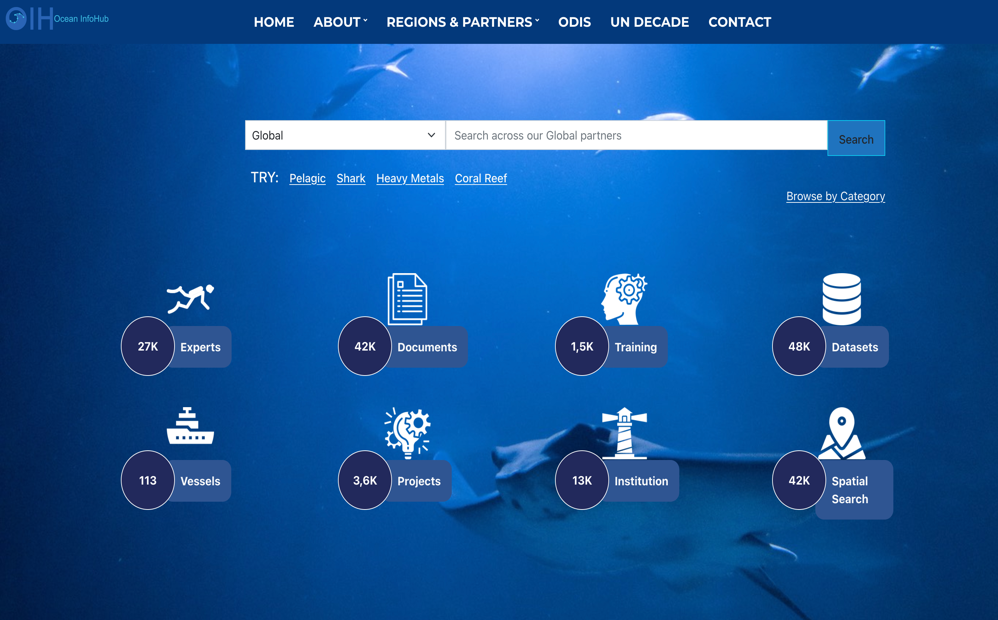 OIH Ocean InfoHub
HOME ABOUT REGIONS & PARTNERS ODIS UN DECADE CONTACT
Global Search across our Global partners Search
TRY: Pelagic Shark Heavy Metals Coral Reef
Browse by Category
27K Experts
42K Documents
1,5K Training
48K Datasets
113 Vessels
3,6K Projects
13K Institution
42K Spatial
Search